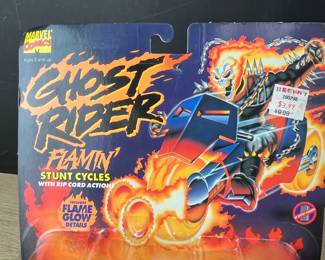 MARVEL
COMICS
GHOST
RIDER
FLAMIN'
STUNT CYCLES
WITH RIP CORD ACTION!
FLAME
GLOW
DETAILS
$3.99